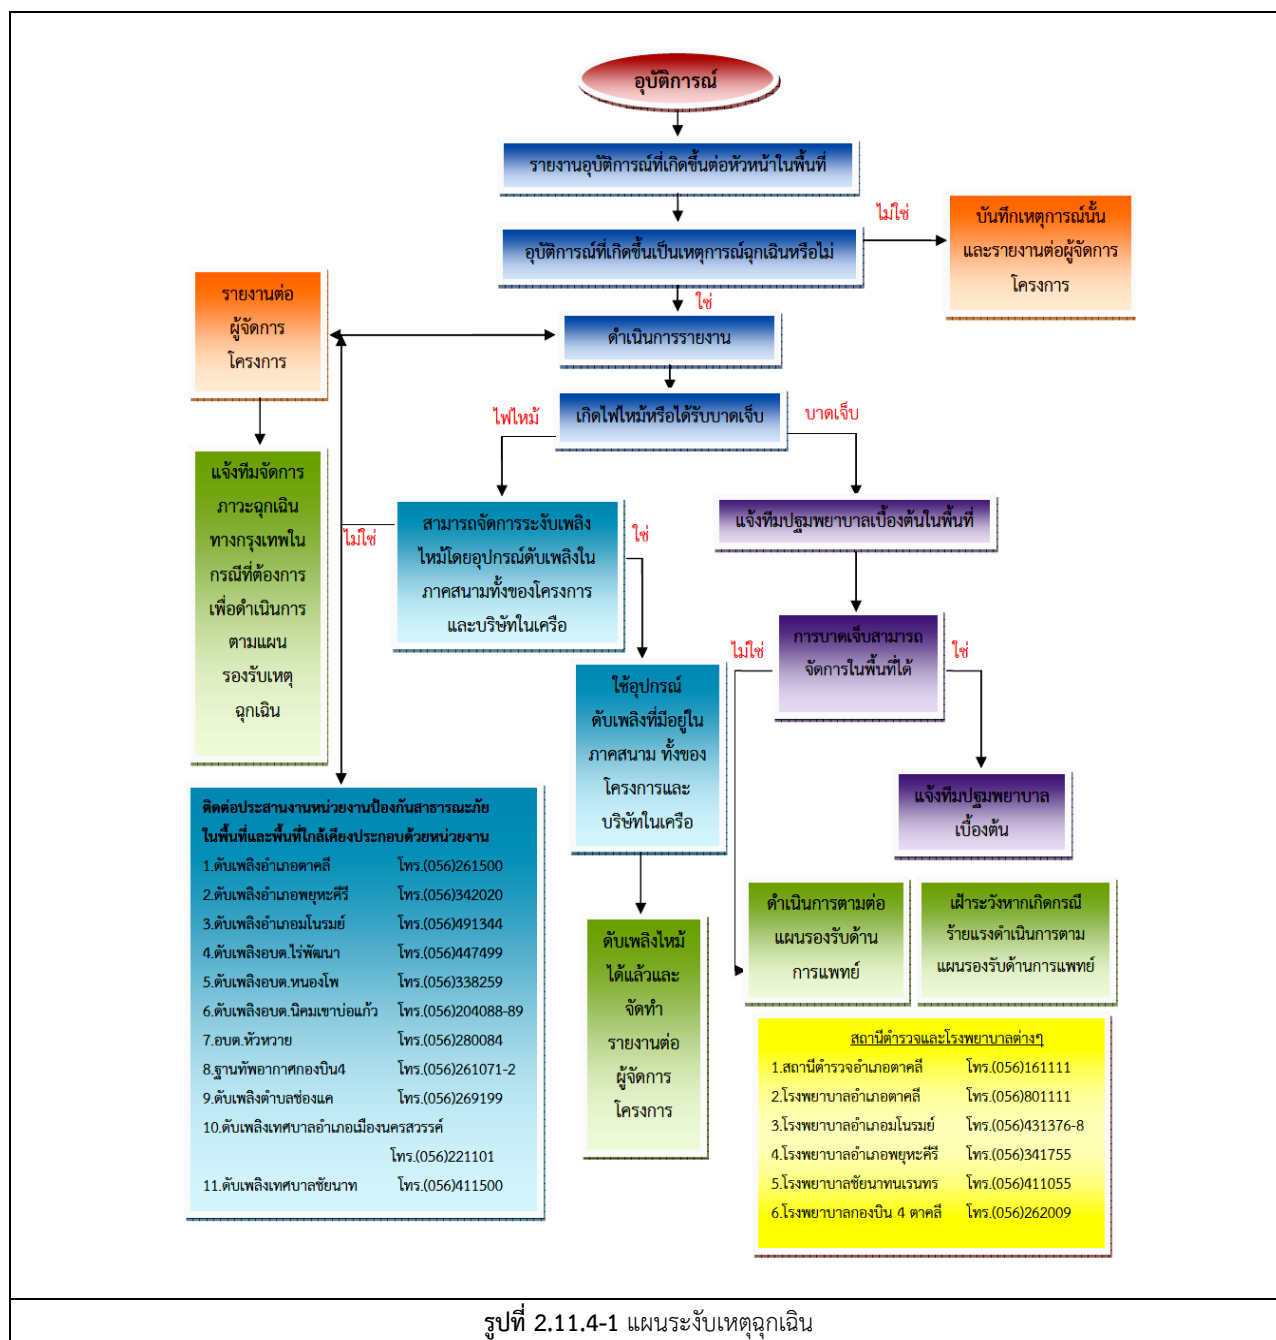 อุบัติการณ์
รายงานอุบัติการณ์ที่เกิดขึ้นต่อหัวหน้าในพื้นที่
อุบัติการณ์ที่เกิดขึ้นเป็นเหตุการณ์ฉุกเฉินหรือไม่
ไม่ใช่
บันทึกเหตุการณ์นั้น
และรายงานต่อผู้จัดการ
โครงการ
ใช่
ดำเนินการรายงาน
รายงานต่อ
ผู้จัดการ
โครงการ
เกิดไฟไหม้หรือได้รับบาดเจ็บ
ไฟไหม้
บาดเจ็บ
แจ้งทีมจัดการ
ภาวะฉุกเฉิน
ทางกรุงเทพใน
กรณีที่ต้องการ
เพื่อดำเนินการ
ตามแผน
รองรับเหตุ
ฉุกเฉิน
ไม่ใช่
สามารถจัดการระงับเพลิง
ไหม้โดยอุปกรณ์ดับเพลิงใน
ภาคสนามทั้งของโครงการ
และบริษัทในเครือ
ใช่
แจ้งทีมปฐมพยาบาลเบื้องต้นในพื้นที่
การบาดเจ็บสามารถ
จัดการในพื้นที่ได้
ไม่ใช่
ใช่
ใช้อุปกรณ์
ดับเพลิงที่มีอยู่ใน
ภาคสนาม ทั้งของ
โครงการและ
บริษัทในเครือ
แจ้งทีมปฐมพยาบาล
เบื้องต้น
ติดต่อประสานงานหน่วยงานป้องกันสาธารณะภัย
ในพื้นที่และพื้นที่ใกล้เคียงประกอบด้วยหน่วยงาน
1.ดับเพลิงอำเภอตาคลี โทร.(056)261500
2.ดับเพลิงอำเภอพยุหะคีรี โทร.(056)342020
3.ดับเพลิงอำเภอมโนรมย์ โทร.(056)491344
4.ดับเพลิงอบต.ไร่พัฒนา โทร.(056)447499
5.ดับเพลิงอบต.หนองโพ โทร.(056)338259
6.ดับเพลิงอบต.นิคมเขาบ่อแก้ว โทร.(056)204088-89
7.อบต.หัวหวาย โทร.(056)280084
8.ฐานทัพอากาศกองบิน4 โทร.(056)261071-2
9.ดับเพลิงตำบลช่องแค โทร.(056)269199
10.ดับเพลิงเทศบาลอำเภอเมืองนครสวรรค์
โทร.(056)221101
11.ดับเพลิงเทศบาลชัยนาท โทร.(056)411500
ดับเพลิงไหม้
ได้แล้วและ
จัดทำ
รายงานต่อ
ผู้จัดการ
โครงการ
ดำเนินการตามต่อ
แผนรองรับด้าน
การแพทย์
เฝ้าระวังหากเกิดกรณี
ร้ายแรงดำเนินการตาม
แผนรองรับด้านการแพทย์
สถานีตำรวจและโรงพยาบาลต่างๆ
1.สถานีตำรวจอำเภอตาคลี โทร.(056)161111
2.โรงพยาบาลอำเภอตาคลี โทร.(056)801111
3.โรงพยาบาลอำเภอมโนรมย์ โทร.(056)431376-8
4.โรงพยาบาลอำเภอพยุหะคีรี โทร.(056)341755
5.โรงพยาบาลชัยนาทนเรนทร โทร.(056)411055
6.โรงพยาบาลกองบิน 4 ตาคลี โทร.(056)262009
รูปที่ 2.11.4-1 แผนระงับเหตุฉุกเฉิน